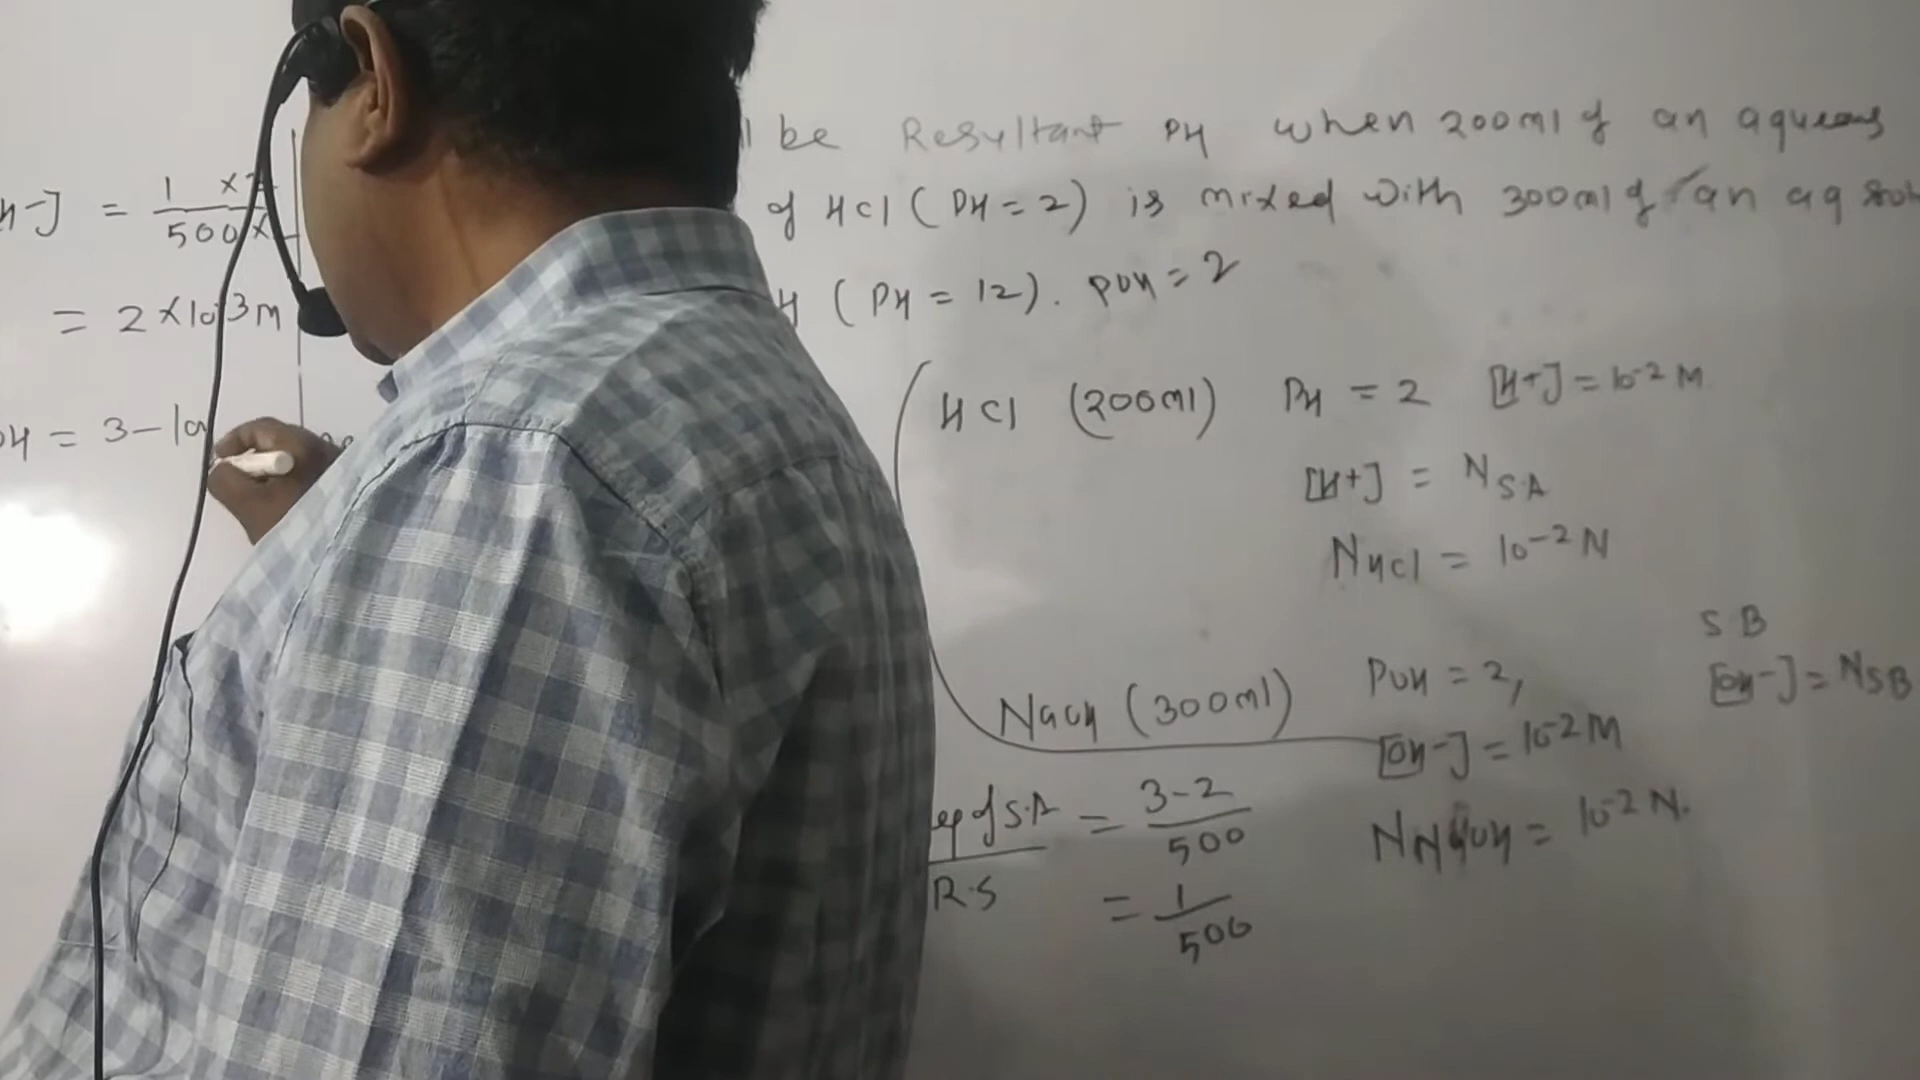 be Resultant PH when 200ml of an aqueous
of HCl (PH = 2) is mixed with 300ml of an aq soln
H (PH = 12). POH = 2
H-] = 1 × 2 / 500 ×
= 2 × 10-3 M
OH = 3 - log
HCl (200ml) PH = 2 [H+] = 10-2 M
[H+] = N S.A
NHCl = 10-2 N
S B
NaOH (300ml) POH = 2, [OH-] = NSB
[OH-] = 10-2 M
eq of S.A / R.S = 3-2 / 500
NNaOH = 10-2 N.
= 1 / 500